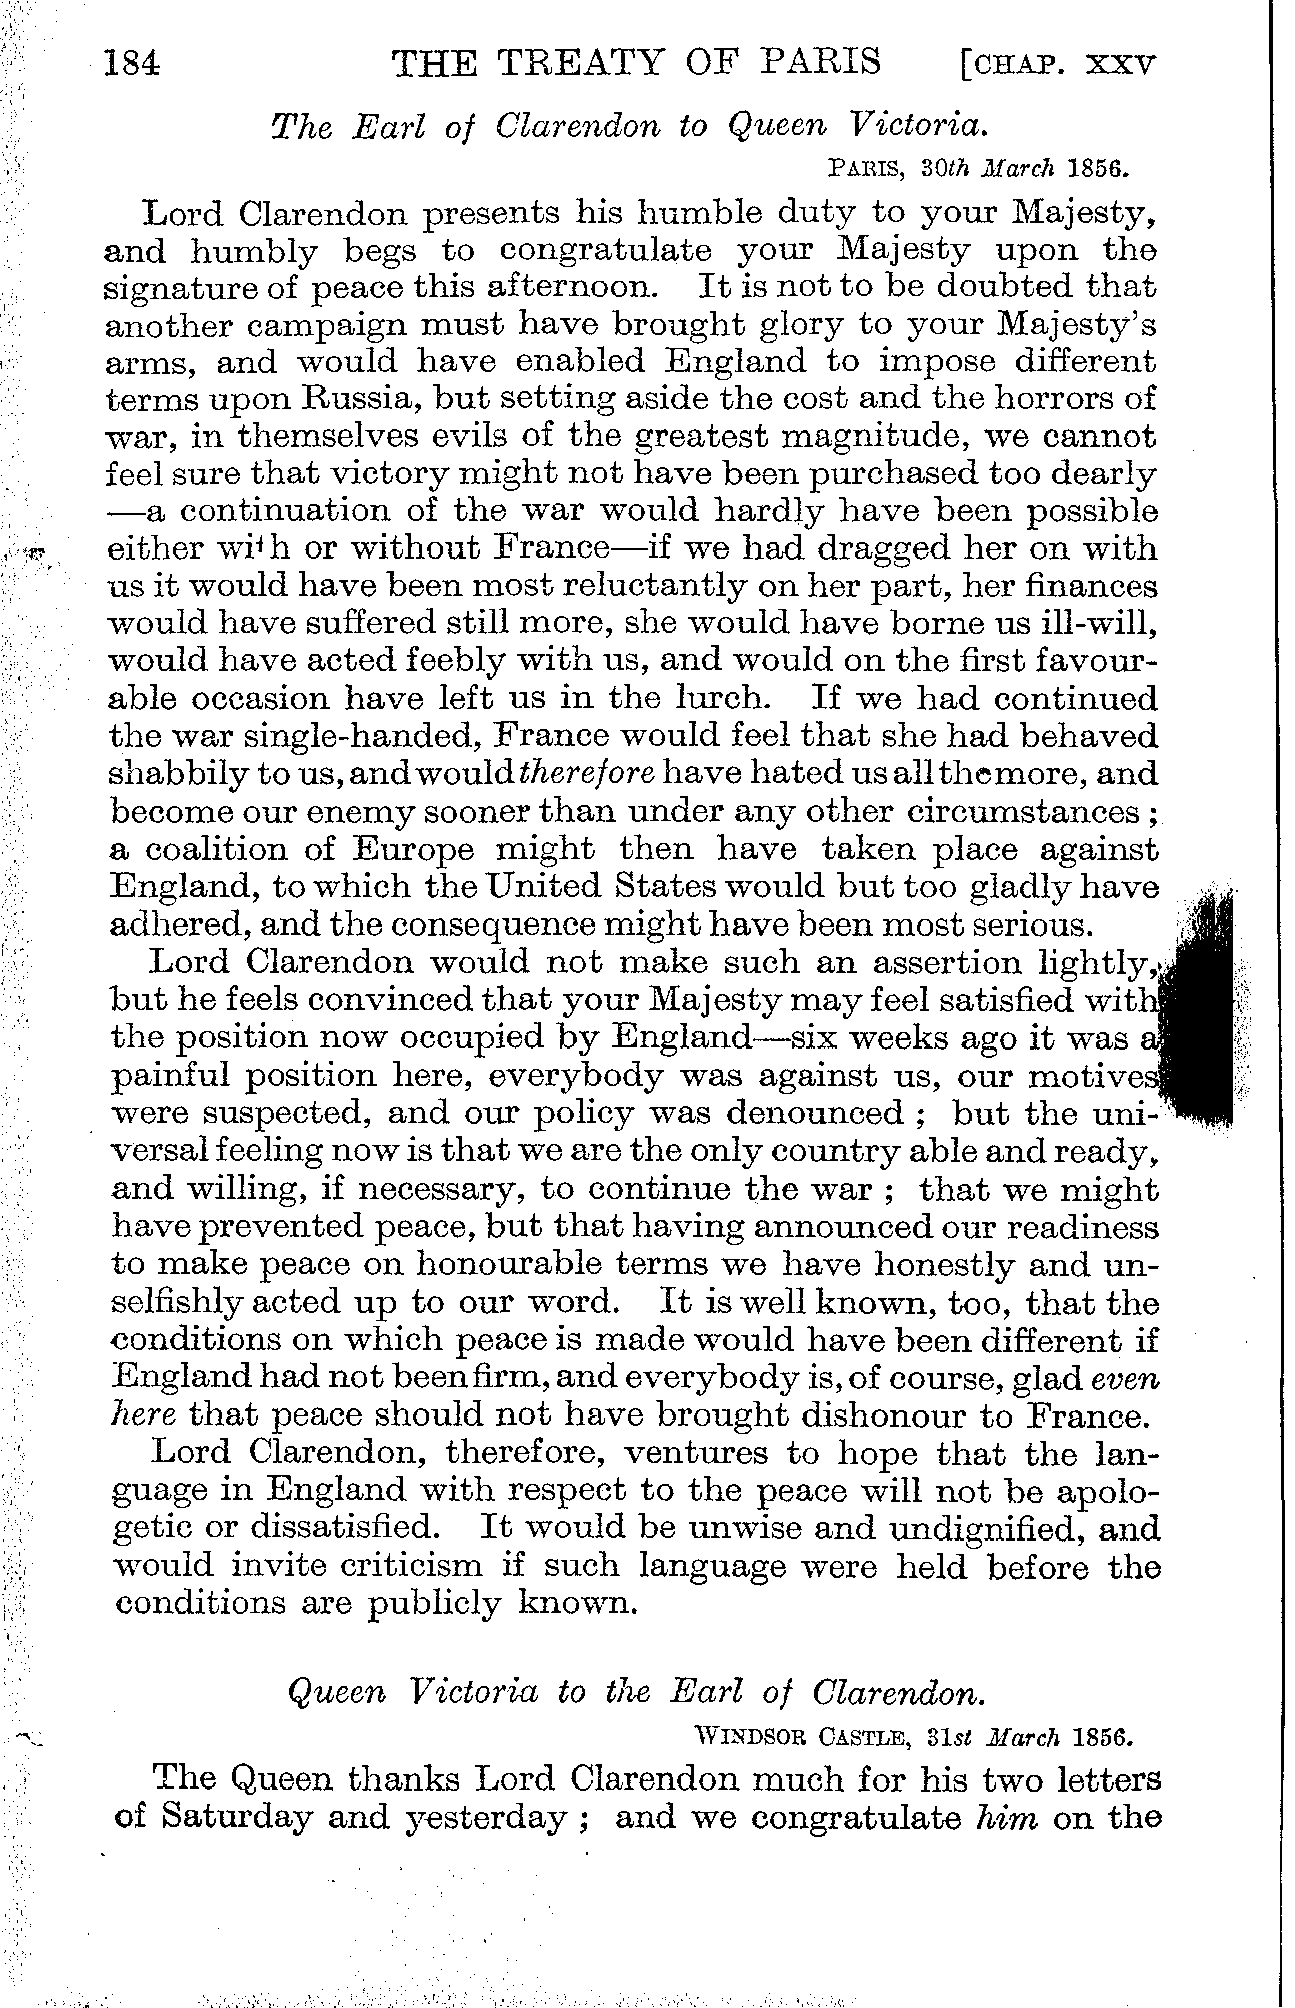 184 THE TREATY OF PARIS [CHAP. XXV
The Earl of Clarendon to Queen Victoria.
PARIS, 30th March 1856.
Lord Clarendon presents his humble duty to your Majesty,
and humbly begs to congratulate your Majesty upon the
signature of peace this afternoon. It is not to be doubted that
another campaign must have brought glory to your Majesty's
arms, and would have enabled England to impose different
terms upon Russia, but setting aside the cost and the horrors of
war, in themselves evils of the greatest magnitude, we cannot
feel sure that victory might not have been purchased too dearly
—a continuation of the war would hardly have been possible
either with or without France—if we had dragged her on with
us it would have been most reluctantly on her part, her finances
would have suffered still more, she would have borne us ill-will,
would have acted feebly with us, and would on the first favour-
able occasion have left us in the lurch. If we had continued
the war single-handed, France would feel that she had behaved
shabbily to us, and would therefore have hated us all the more, and
become our enemy sooner than under any other circumstances ;
a coalition of Europe might then have taken place against
England, to which the United States would but too gladly have
adhered, and the consequence might have been most serious.
Lord Clarendon would not make such an assertion lightly,
but he feels convinced that your Majesty may feel satisfied with
the position now occupied by England—six weeks ago it was a
painful position here, everybody was against us, our motives
were suspected, and our policy was denounced ; but the uni-
versal feeling now is that we are the only country able and ready,
and willing, if necessary, to continue the war ; that we might
have prevented peace, but that having announced our readiness
to make peace on honourable terms we have honestly and un-
selfishly acted up to our word. It is well known, too, that the
conditions on which peace is made would have been different if
England had not been firm, and everybody is, of course, glad even
here that peace should not have brought dishonour to France.
Lord Clarendon, therefore, ventures to hope that the lan-
guage in England with respect to the peace will not be apolo-
getic or dissatisfied. It would be unwise and undignified, and
would invite criticism if such language were held before the
conditions are publicly known.
Queen Victoria to the Earl of Clarendon.
WINDSOR CASTLE, 31st March 1856.
The Queen thanks Lord Clarendon much for his two letters
of Saturday and yesterday ; and we congratulate him on the